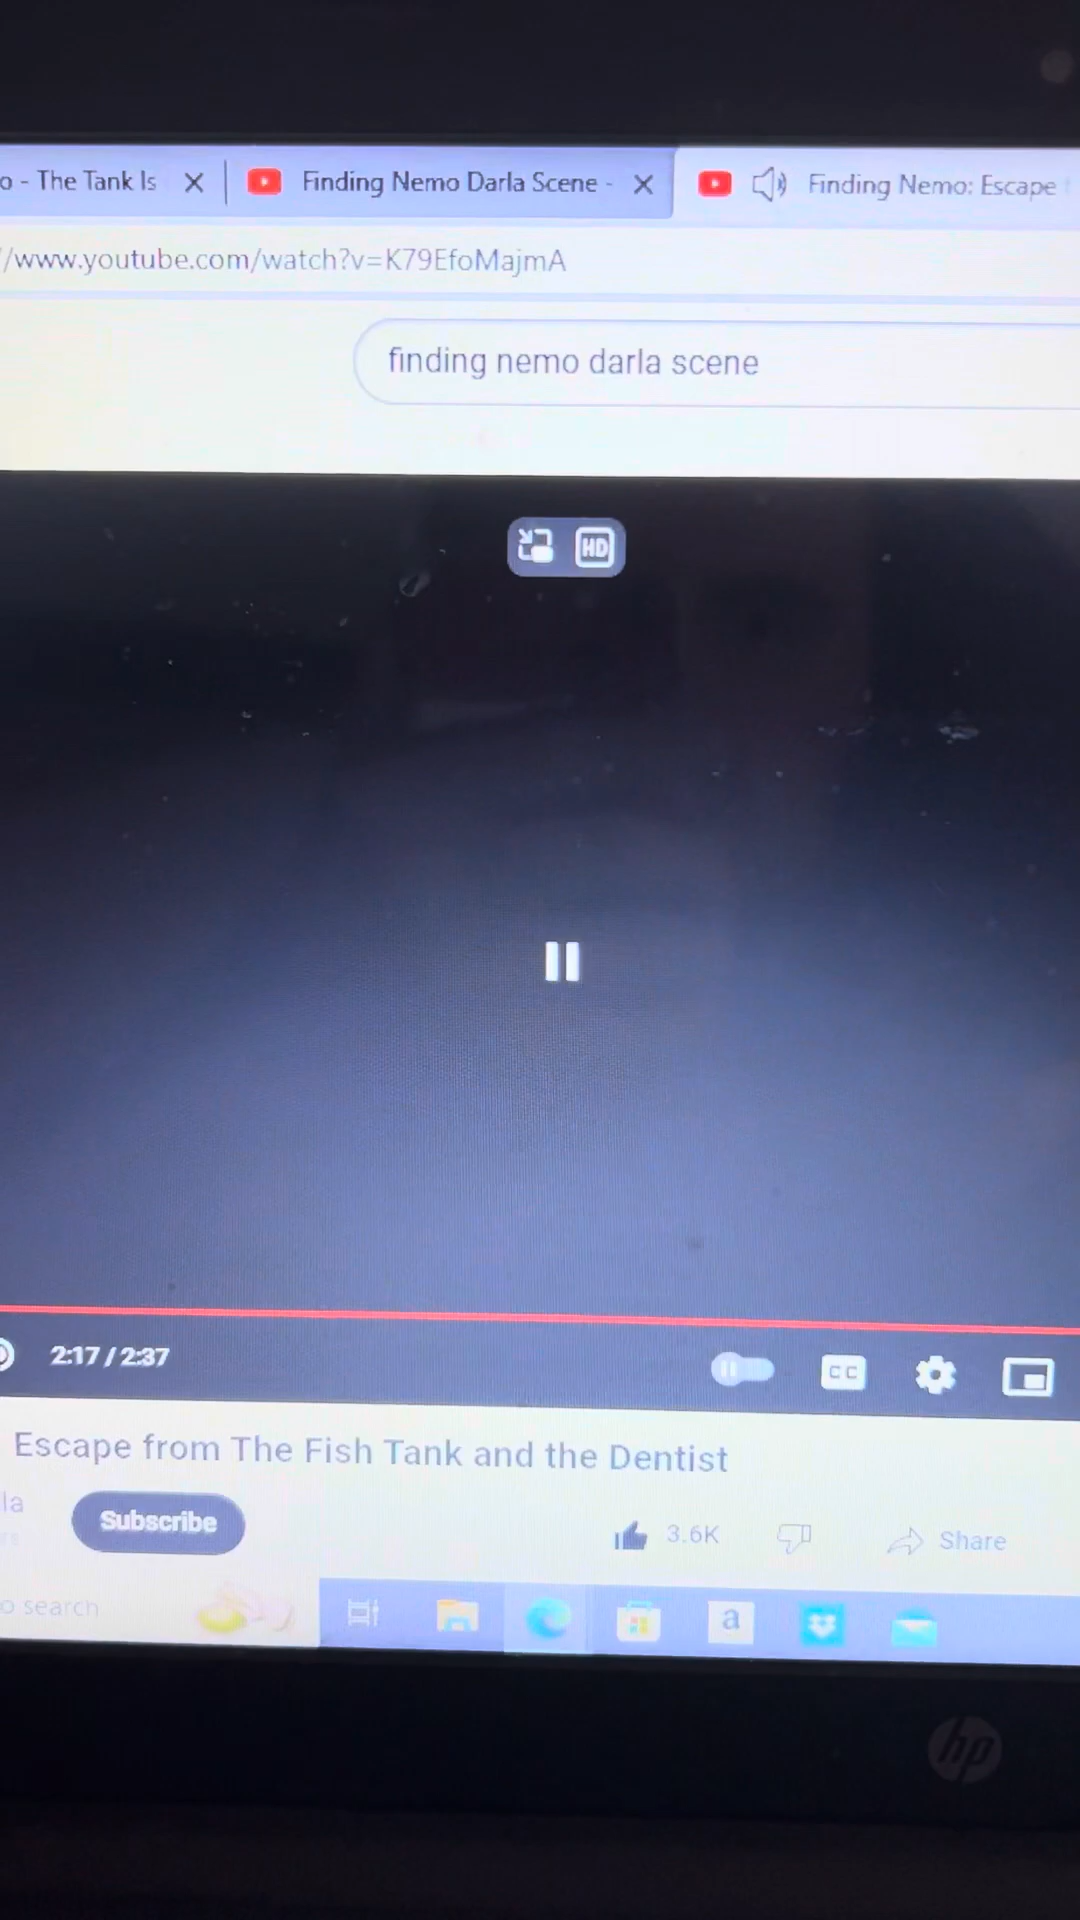 o - The Tank Is
Finding Nemo Darla Scene -
Finding Nemo: Escape
/www.youtube.com/watch?v=K79EfoMajmA
finding nemo darla scene
HD
2:17 / 2:37
CC
Escape from The Fish Tank and the Dentist
la
Subscribe
3.6K
Share
o search
a
hp